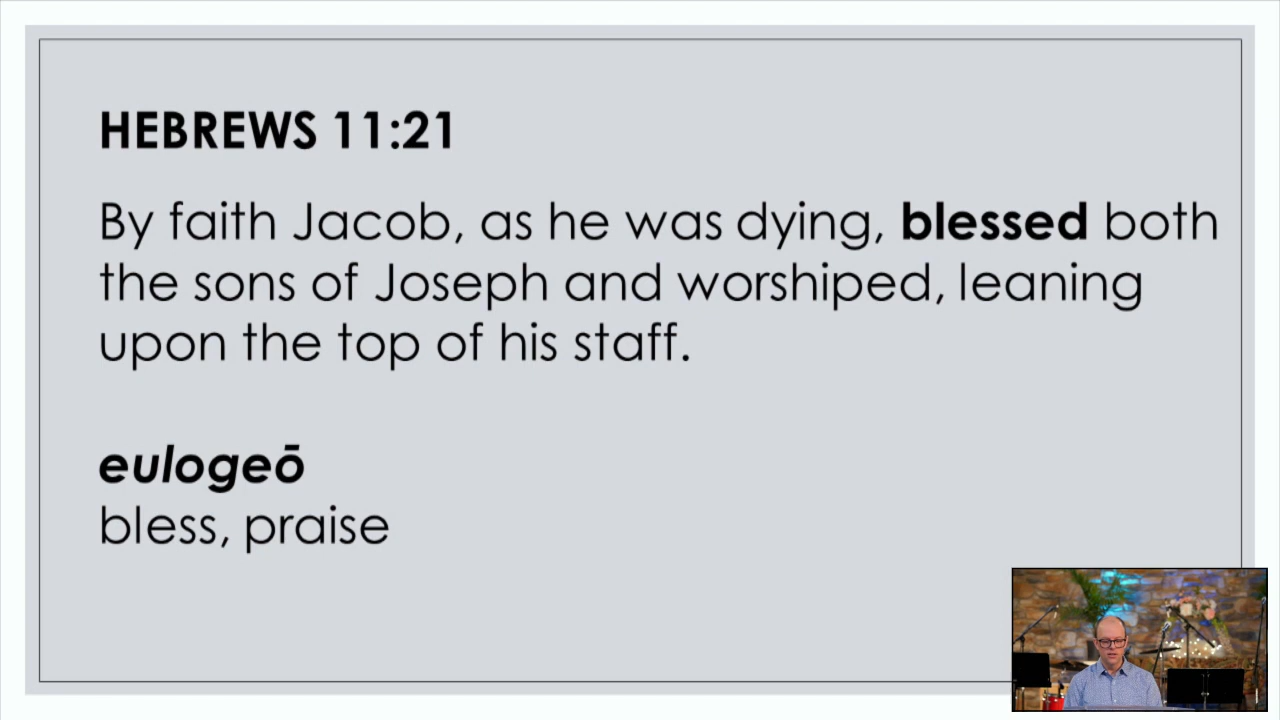 HEBREWS 11:21
By faith Jacob, as he was dying, blessed both
the sons of Joseph and worshiped, leaning
upon the top of his staff.
eulogeō
bless, praise